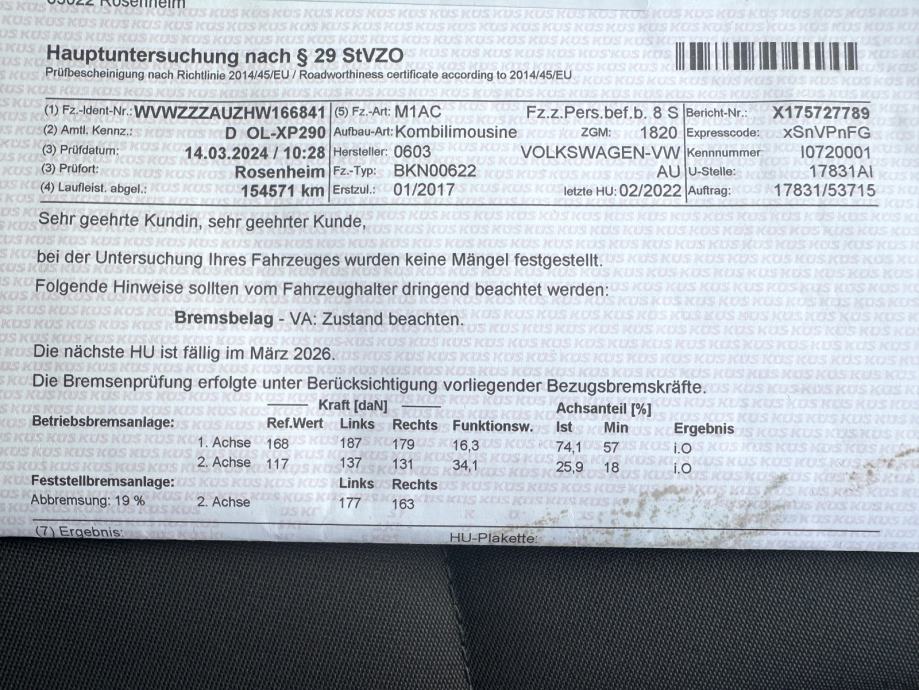 83022 Rosenheim
Hauptuntersuchung nach § 29 StVZO
Prüfbescheinigung nach Richtlinie 2014/45/EU / Roadworthiness certificate according to 2014/45/EU
(1) Fz.-Ident-Nr.: WVWZZZAUZHW166841 (5) Fz.-Art: M1AC Fz.z.Pers.bef.b. 8 S Bericht-Nr.: X175727789
(2) Amtl. Kennz.: D OL-XP290 Aufbau-Art: Kombilimousine ZGM: 1820 Expresscode: xSnVPnFG
(3) Prüfdatum: 14.03.2024 / 10:28 Hersteller: 0603 VOLKSWAGEN-VW Kennnummer I0720001
(3) Prüfort: Rosenheim Fz.-Typ: BKN00622 AU U-Stelle: 17831AI
(4) Laufleist. abgel.: 154571 km Erstzul.: 01/2017 letzte HU: 02/2022 Auftrag: 17831/53715
Sehr geehrte Kundin, sehr geehrter Kunde,
bei der Untersuchung Ihres Fahrzeuges wurden keine Mängel festgestellt.
Folgende Hinweise sollten vom Fahrzeughalter dringend beachtet werden:
Bremsbelag - VA: Zustand beachten.
Die nächste HU ist fällig im März 2026.
Die Bremsenprüfung erfolgte unter Berücksichtigung vorliegender Bezugsbremskräfte.
Kraft [daN] Achsanteil [%]
Betriebsbremsanlage: Ref.Wert Links Rechts Funktionsw. Ist Min Ergebnis
1. Achse 168 187 179 16,3 74,1 57 i.O
2. Achse 117 137 131 34,1 25,9 18 i.O
Feststellbremsanlage: Links Rechts
Abbremsung: 19 % 2. Achse 177 163
(7) Ergebnis: HU-Plakette: